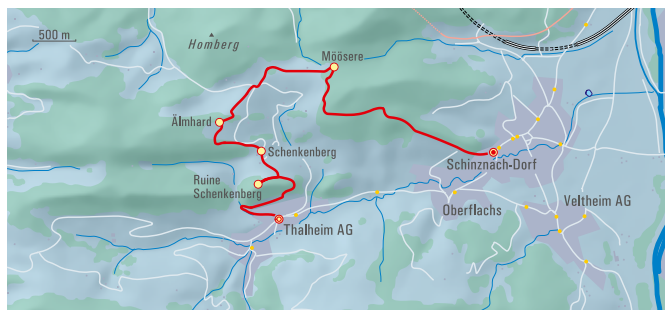 500 m
Homberg
Möösere
Älmhard
Schenkenberg
Schinznach-Dorf
Ruine
Schenkenberg
Veltheim AG
Oberflachs
Thalheim AG